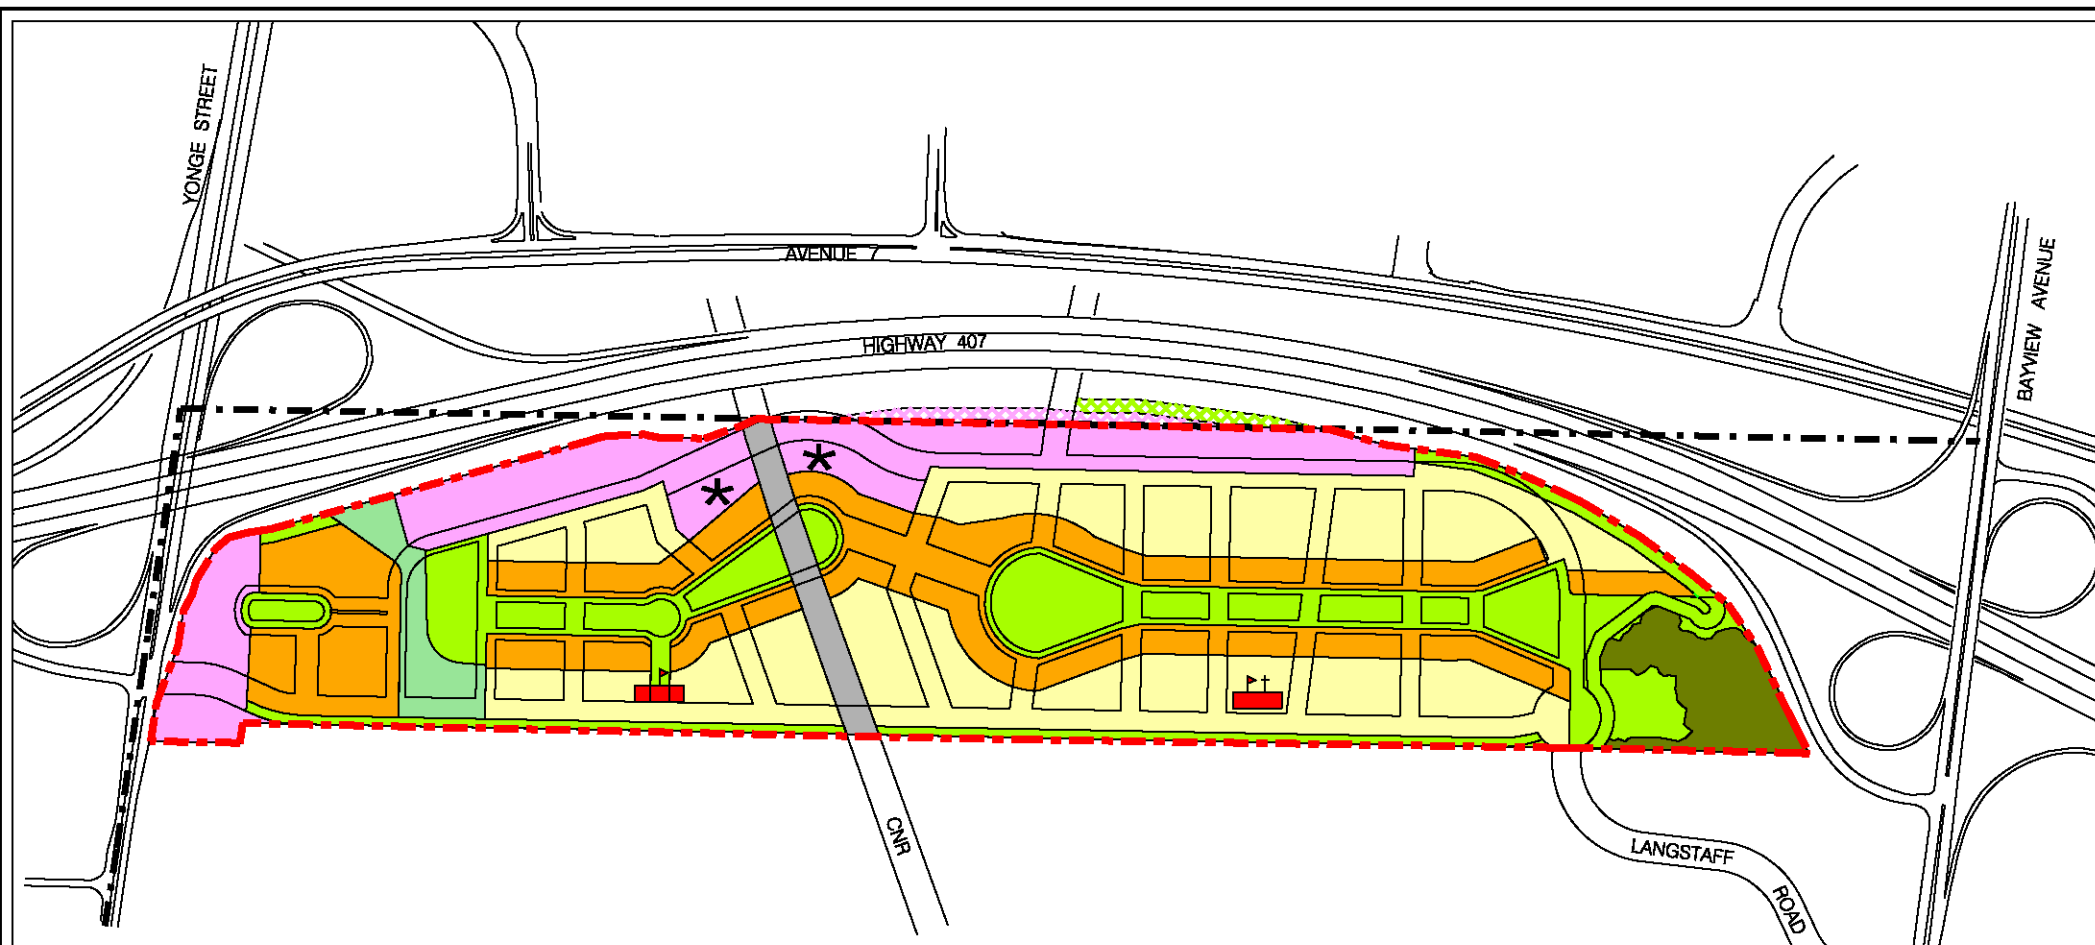 YONGE STREET
AVENUE 7
HIGHWAY 407
BAYVIEW AVENUE
CNR
LANGSTAFF
ROAD